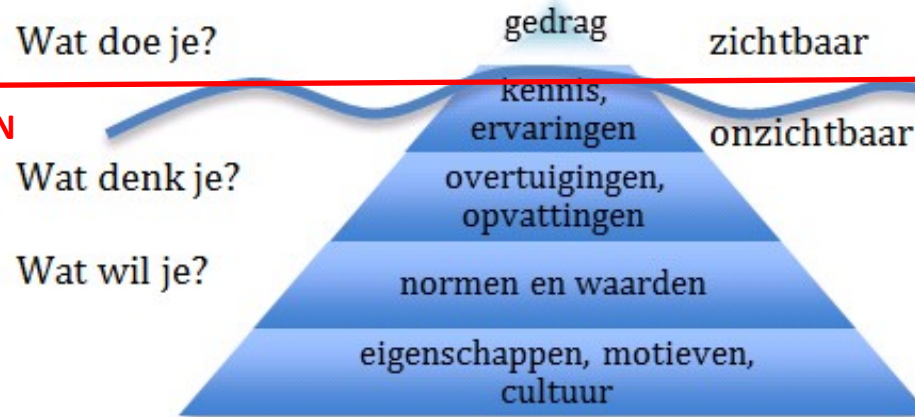 Wat doe je?
gedrag
zichtbaar
N
kennis,
ervaringen
onzichtbaar
Wat denk je?
overtuigingen,
opvattingen
Wat wil je?
normen en waarden
eigenschappen, motieven,
cultuur